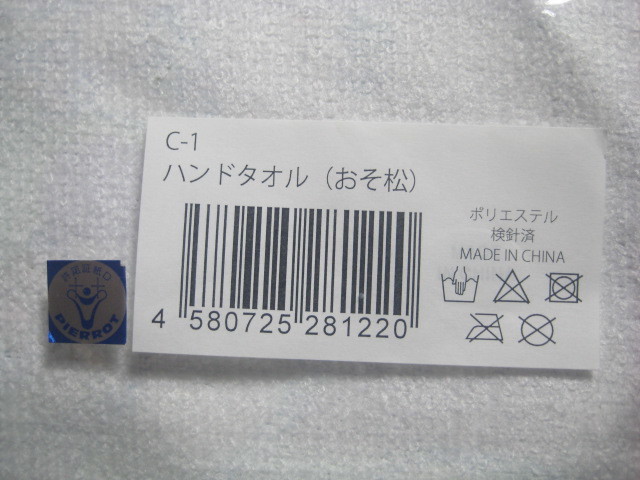 C-1
ハンドタオル（おそ松）
ポリエステル
検針済
MADE IN CHINA
4 580725 281220
PIERROT